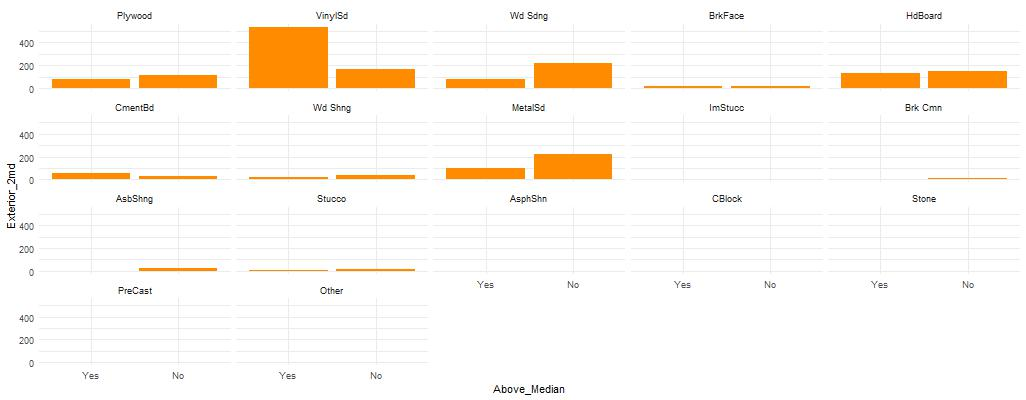 Plywood VinylSd Wd Sdng BrkFace HdBoard
400
200
0
CmentBd Wd Shng MetalSd ImStucc Brk Cmn
400
200
0
AsbShng Stucco AsphShn CBlock Stone
400
200
0
Yes No Yes No Yes No
PreCast Other
400
200
0
Yes No Yes No
Exterior_2md
Above_Median